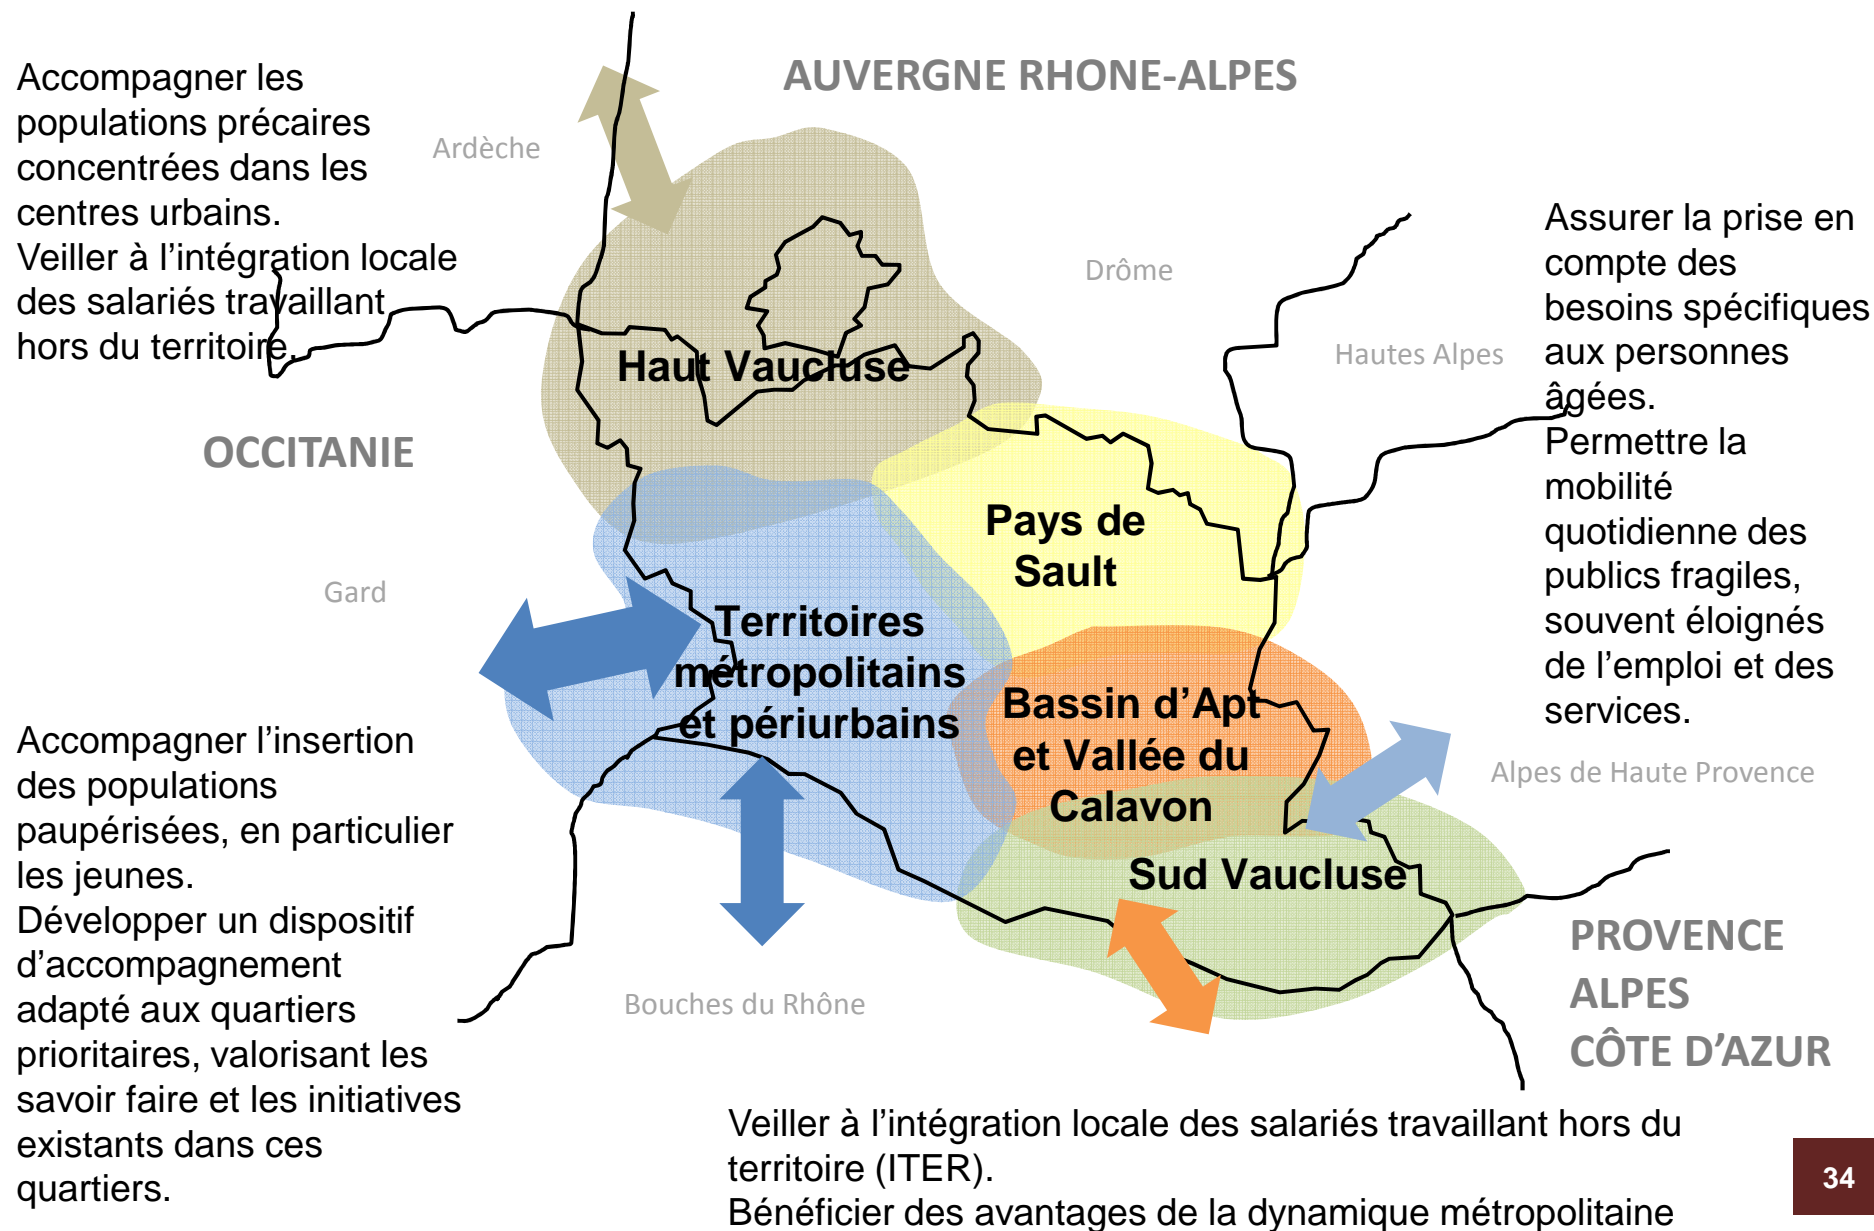 AUVERGNE RHONE-ALPES
Accompagner les
populations précaires
concentrées dans les
centres urbains.
Veiller à l’intégration locale
des salariés travaillant
hors du territoire.
Ardèche
Drôme
Hautes Alpes
Assurer la prise en
compte des
besoins spécifiques
aux personnes
âgées.
Permettre la
mobilité
quotidienne des
publics fragiles,
souvent éloignés
de l’emploi et des
services.
Haut Vaucluse
OCCITANIE
Pays de
Sault
Gard
Territoires
métropolitains
et périurbains
Bassin d’Apt
et Vallée du
Calavon
Alpes de Haute Provence
Sud Vaucluse
Accompagner l’insertion
des populations
paupérisées, en particulier
les jeunes.
Développer un dispositif
d’accompagnement
adapté aux quartiers
prioritaires, valorisant les
savoir faire et les initiatives
existants dans ces
quartiers.
Bouches du Rhône
PROVENCE
ALPES
CÔTE D’AZUR
Veiller à l’intégration locale des salariés travaillant hors du
territoire (ITER).
Bénéficier des avantages de la dynamique métropolitaine
34